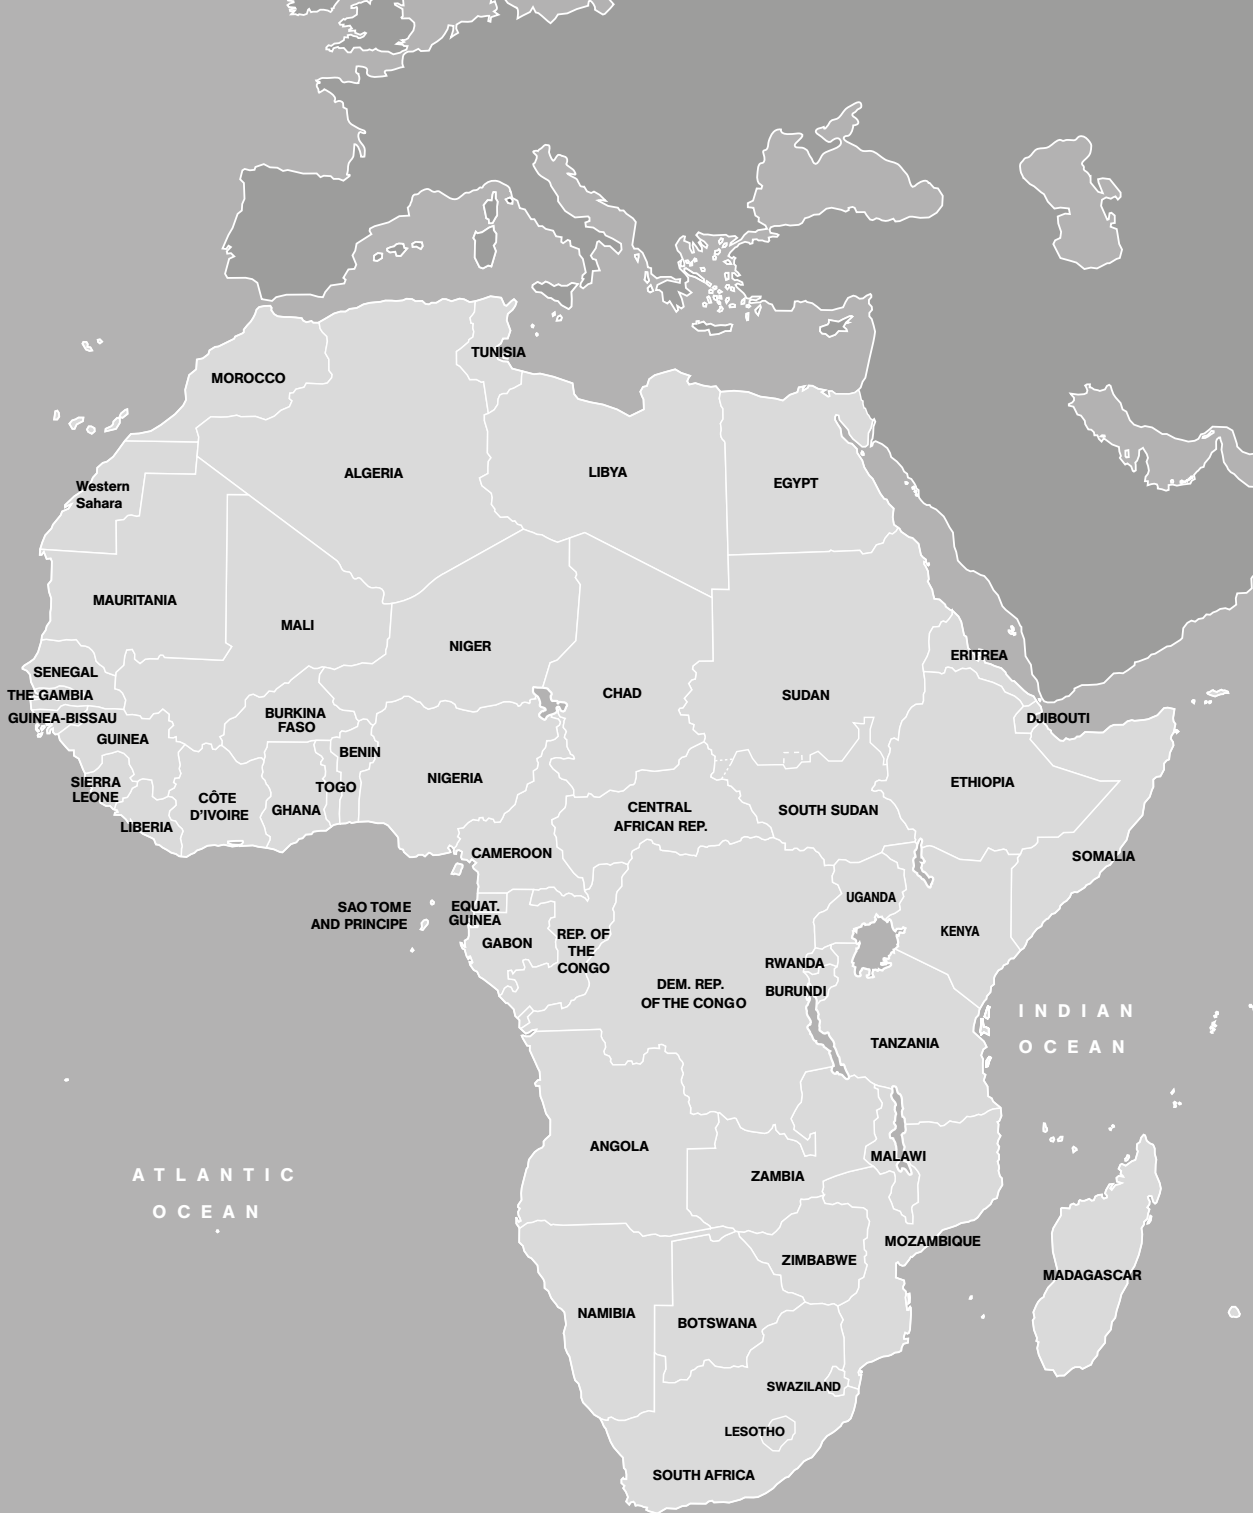 TUNISIA
MOROCCO
ALGERIA
LIBYA
EGYPT
Western
Sahara
MAURITANIA
MALI
NIGER
ERITREA
SENEGAL
THE GAMBIA
CHAD
SUDAN
GUINEA-BISSAU
BURKINA
FASO
DJIBOUTI
GUINEA
BENIN
NIGERIA
ETHIOPIA
SIERRA
LEONE
TOGO
CÔTE
D'IVOIRE
GHANA
CENTRAL
AFRICAN REP.
SOUTH SUDAN
LIBERIA
CAMEROON
SOMALIA
UGANDA
SAO TOME
AND PRINCIPE
EQUAT.
GUINEA
GABON
REP. OF
THE
CONGO
KENYA
RWANDA
BURUNDI
DEM. REP.
OF THE CONGO
INDIAN
OCEAN
TANZANIA
ANGOLA
MALAWI
ATLANTIC
OCEAN
ZAMBIA
MOZAMBIQUE
ZIMBABWE
MADAGASCAR
NAMIBIA
BOTSWANA
SWAZILAND
LESOTHO
SOUTH AFRICA